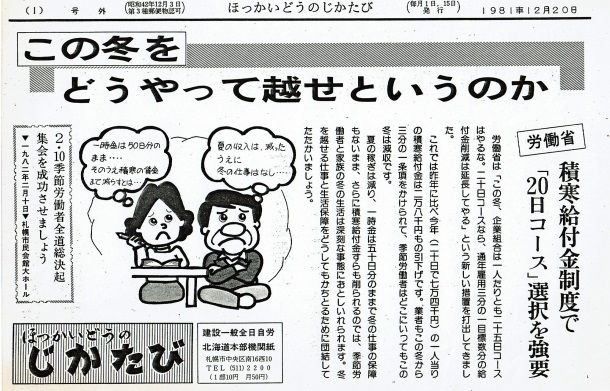 (1) 号外 (昭和42年12月3日第3種郵便物認可) ほっかいどうのじかたび (毎月1日、15日)発行 1981年12月20日
この冬を
どうやって越せというのか
労働省
積寒給付金制度で
「20日コース」選択を強要
労働省は「この冬、企業組合は一人たりとも二十五日コース
はやるな。二十日コースなら、通年雇用三分の一目標数分の給
付金削減は延長してやる」という新しい措置を打出してきまし
た。
これでは昨年に比べ今年(二十日で七万四千円)の一人当り
の積寒給付金は二万八千円もの引下げです。業者もこの冬から
三分の一条項をかけられて、季節労働者はどこにいってもこの
冬は減収です。
夏の稼ぎは減り、一時金は五十日分のままで冬の仕事の保障
もないまま、さらに積寒給付金すらも削られるのでは、季節労
働者と家族の冬の生活は深刻な事態におとしいれられます。冬
を越せる仕事と生活保障をどうしてもかちとるために団結して
たたかいましょう。
夏の収入は、減った
うえに
冬の仕事はなし…
一時金は50日分の
まま‥‥
そのうえ積寒の賃金
まで減らすとは…
2・10季節労働者全道総決起
集会を成功させましょう
▼一九八二年二月十日▼札幌市民会館大ホール
ほっかいどうの
じかたび
建設一般全日自労
北海道本部機関紙
札幌市中央区南16西10
TEL (511) 2200
(1部10円 月50円)